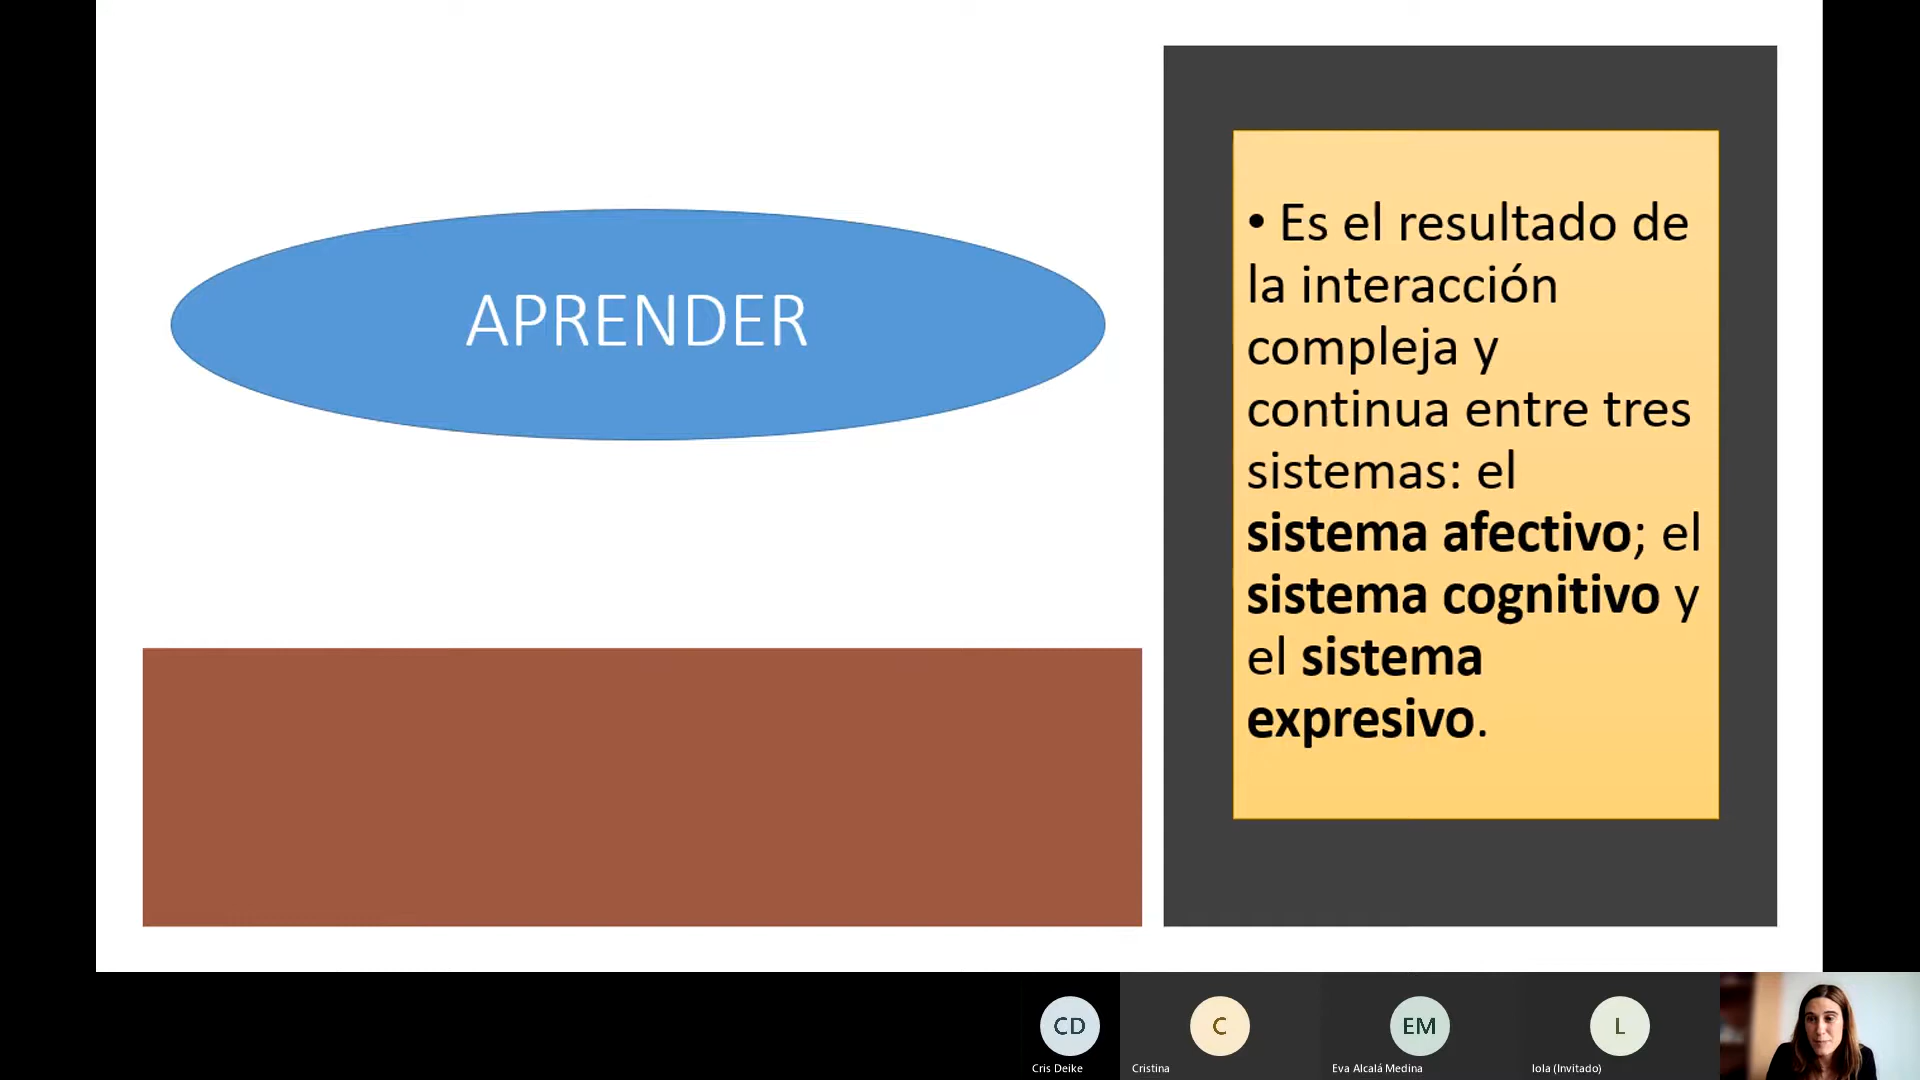 APRENDER
• Es el resultado de
la interacción
compleja y
continua entre tres
sistemas: el
sistema afectivo; el
sistema cognitivo y
el sistema
expresivo.
CD
C
EM
L
Cris Deike
Cristina
Eva Alcalá Medina
lola (Invitado)